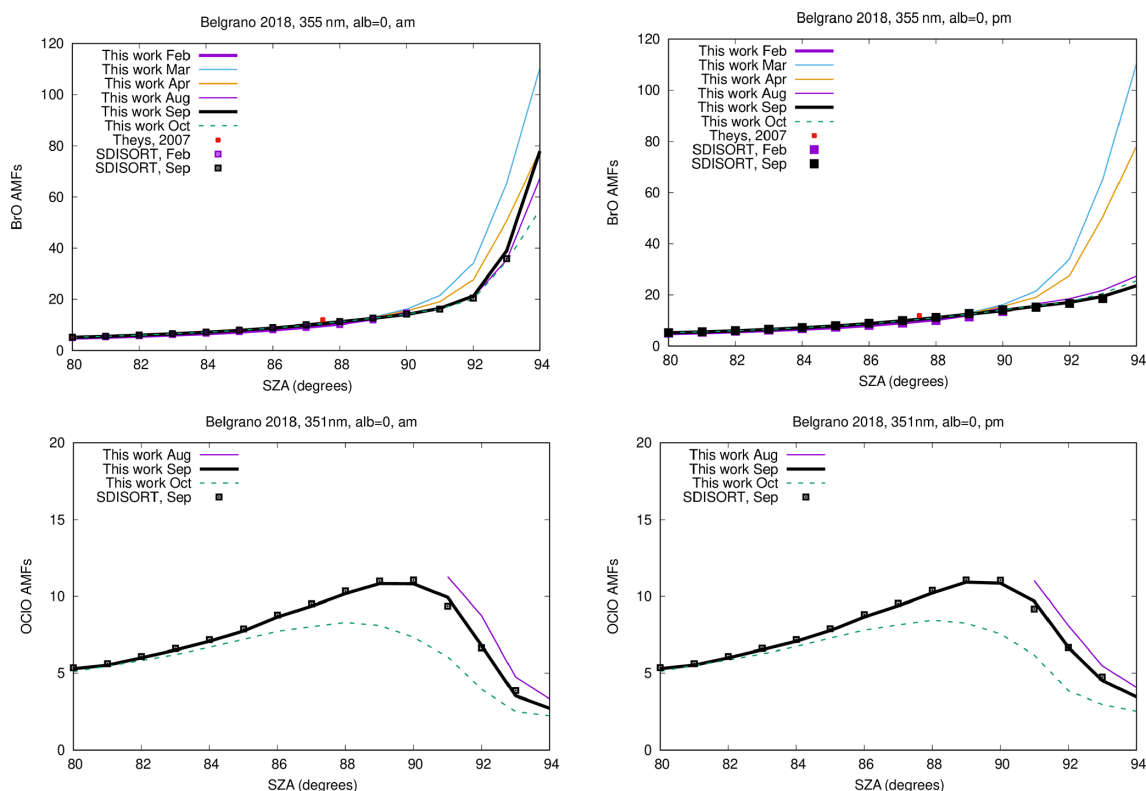 Belgrano 2018, 355 nm, alb=0, am
120
100
80
60
40
20
0
BrO AMFs
This work Feb
This work Mar
This work Apr
This work Aug
This work Sep
This work Oct
Theys, 2007
SDISORT, Feb
SDISORT, Sep
80 82 84 86 88 90 92 94
SZA (degrees)
Belgrano 2018, 355 nm, alb=0, pm
120
100
80
60
40
20
0
BrO AMFs
This work Feb
This work Mar
This work Apr
This work Aug
This work Sep
This work Oct
Theys, 2007
SDISORT, Feb
SDISORT, Sep
80 82 84 86 88 90 92 94
SZA (degrees)
Belgrano 2018, 351nm, alb=0, am
20
15
10
5
0
OClO AMFs
This work Aug
This work Sep
This work Oct
SDISORT, Sep
80 82 84 86 88 90 92 94
SZA (degrees)
Belgrano 2018, 351nm, alb=0, pm
20
15
10
5
0
OClO AMFs
This work Aug
This work Sep
This work Oct
SDISORT, Sep
80 82 84 86 88 90 92 94
SZA (degrees)